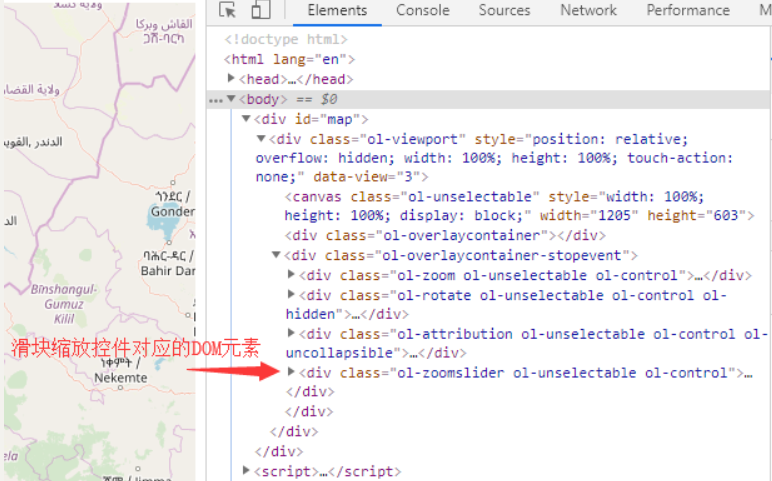 ولاية كسلا
القاش وبركا
ጋሽ-ባርካ
ولاية القضار
الدندر
القويس
ጎንደር /
Gonder
الد
ባሕር-ዳር /
Bahir Dar
Binshangul-
Gumuz
Kilil
滑块缩放控件对应的DOM元素
ነቀምት /
Nekemte
ጅማ / Jimma
Elements Console Sources Network Performance M
<!doctype html>
<html lang="en">
▶<head>…</head>
…▼<body> == $0
▼<div id="map">
▼<div class="ol-viewport" style="position: relative;
overflow: hidden; width: 100%; height: 100%; touch-action:
none;" data-view="3">
<canvas class="ol-unselectable" style="width: 100%;
height: 100%; display: block;" width="1205" height="603">
<div class="ol-overlaycontainer"></div>
▼<div class="ol-overlaycontainer-stopevent">
▶<div class="ol-zoom ol-unselectable ol-control">…</div>
▶<div class="ol-rotate ol-unselectable ol-control ol-
hidden">…</div>
▶<div class="ol-attribution ol-unselectable ol-control ol-
uncollapsible">…</div>
▶<div class="ol-zoomslider ol-unselectable ol-control">…
</div>
</div>
</div>
</div>
▶<script>…</script>